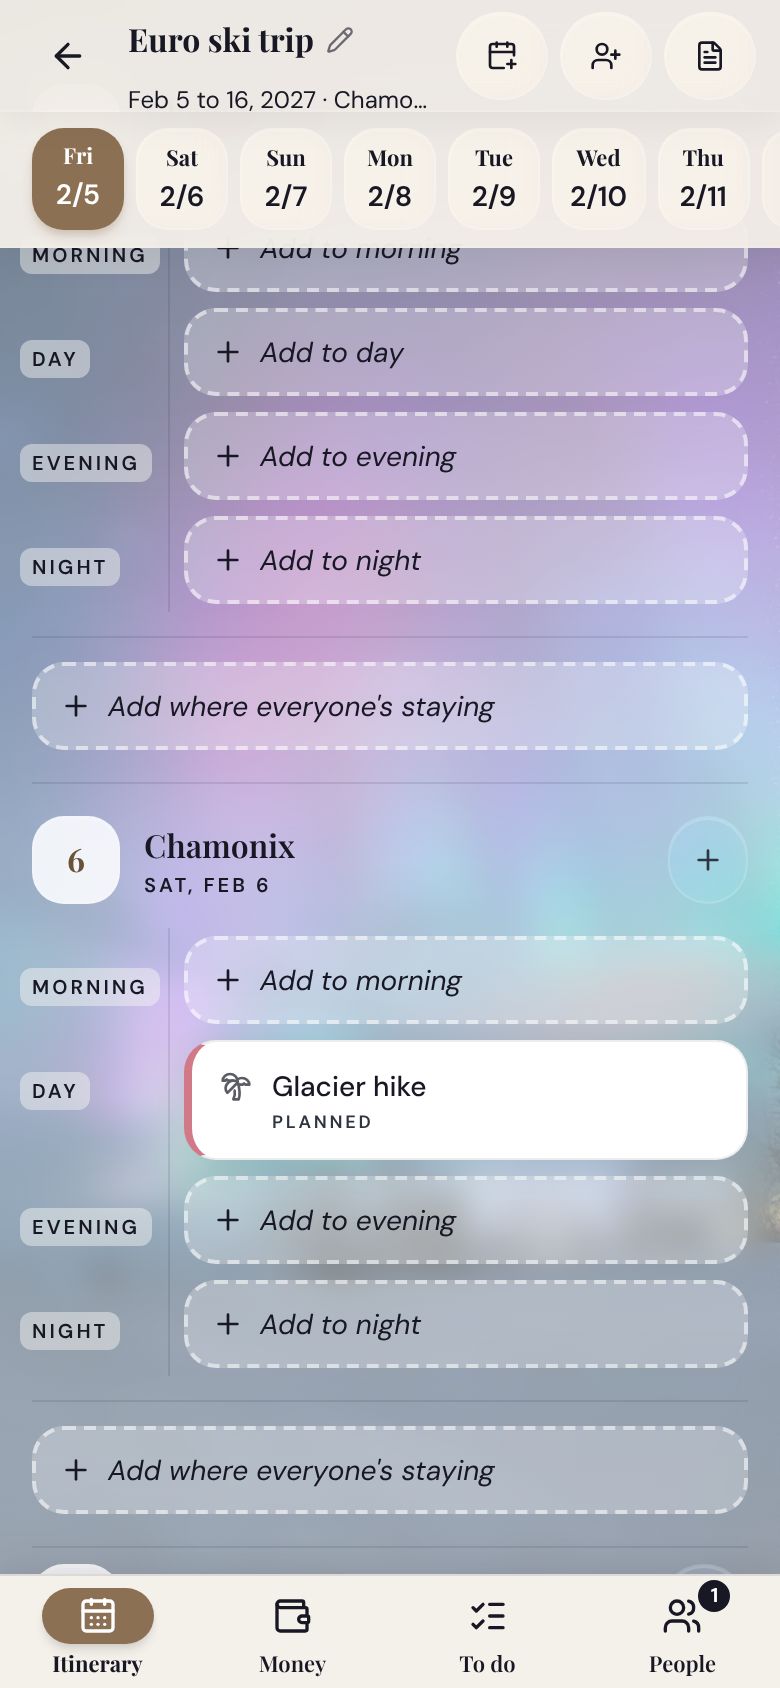 Euro ski trip
Feb 5 to 16, 2027 · Chamo...
Fri
2/5
Sat
2/6
Sun
2/7
Mon
2/8
Tue
2/9
Wed
2/10
Thu
2/11
MORNING
+ Add to morning
DAY
+ Add to day
EVENING
+ Add to evening
NIGHT
+ Add to night
+ Add where everyone's staying
6
Chamonix
SAT, FEB 6
+
MORNING
+ Add to morning
DAY
Glacier hike
PLANNED
EVENING
+ Add to evening
NIGHT
+ Add to night
+ Add where everyone's staying
1
Itinerary
Money
To do
People